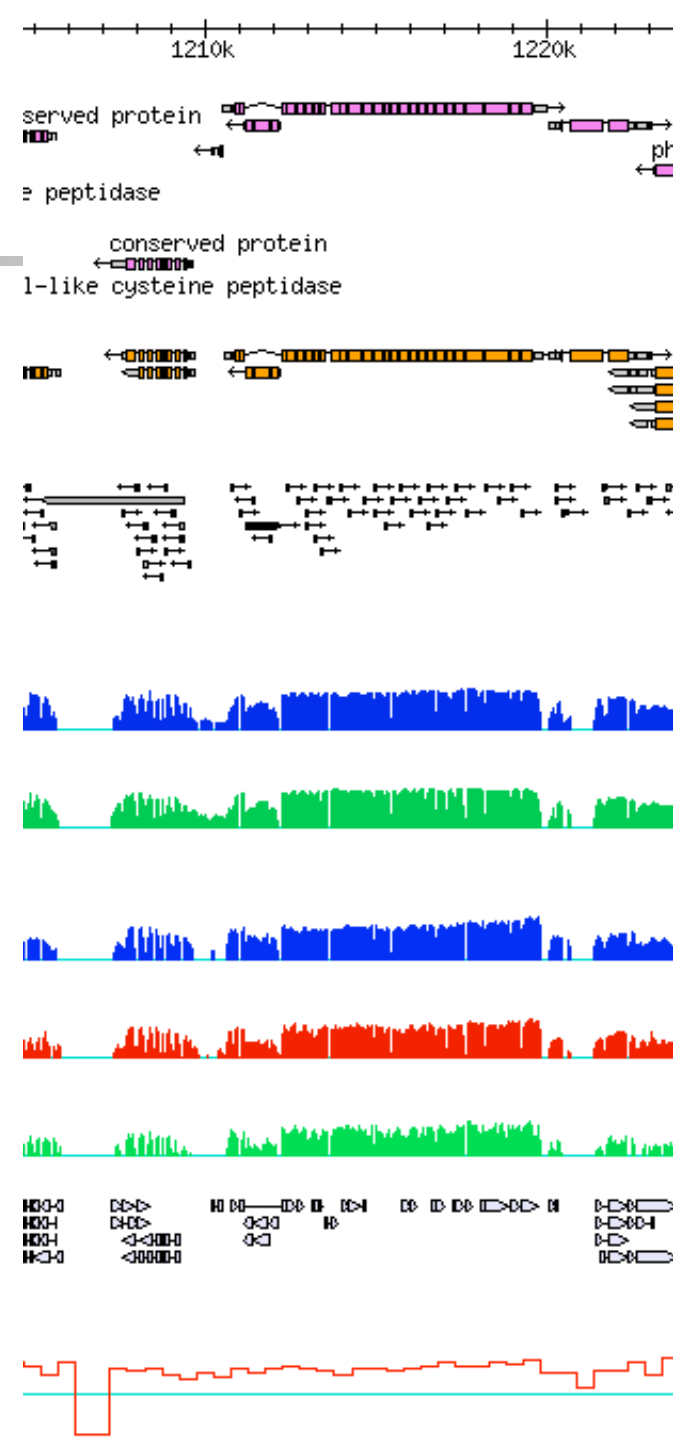 1210k 1220k
served protein
ph
e peptidase
conserved protein
l-like cysteine peptidase